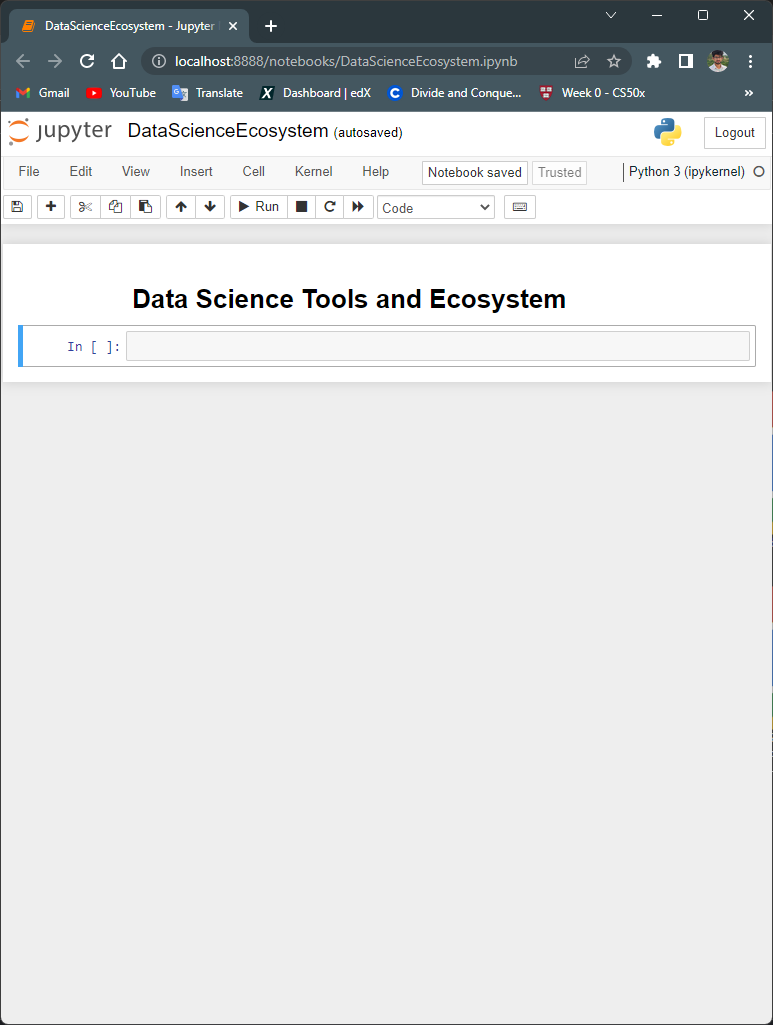 DataScienceEcosystem - Jupyter
localhost:8888/notebooks/DataScienceEcosystem.ipynb
Gmail YouTube Translate Dashboard | edX Divide and Conque... Week 0 - CS50x »
jupyter DataScienceEcosystem (autosaved) Logout
File Edit View Insert Cell Kernel Help Notebook saved Trusted Python 3 (ipykernel)
Run Code
Data Science Tools and Ecosystem
In [ ]: